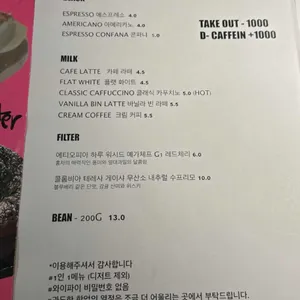 ESPRESSO 에스프레소 4.0
AMERICANO 아메리카노 4.0
ESPRESSO CONFANA 콘파나 5.0
TAKE OUT - 1000
D- CAFFEIN +1000
MILK
CAFE LATTE 카페 라떼 4.5
FLAT WHITE 플랫 화이트 4.5
CLASSIC CAFFUCCINO 클래식 카푸치노 5.0 (HOT)
VANILLA BIN LATTE 바닐라 빈 라떼 5.5
CREAM COFFEE 크림 커피 5.5
FILTER
에티오피아 하루 워시드 예가체프 G1 레드체리 6.0
콜롬비아 테레사 게이샤 무산소 내추럴 수프리모 10.0
BEAN - 200G 13.0
*이용해주셔서 감사합니다
#1인 1메뉴 (디저트 제외)
#와이파이 비밀번호 없음